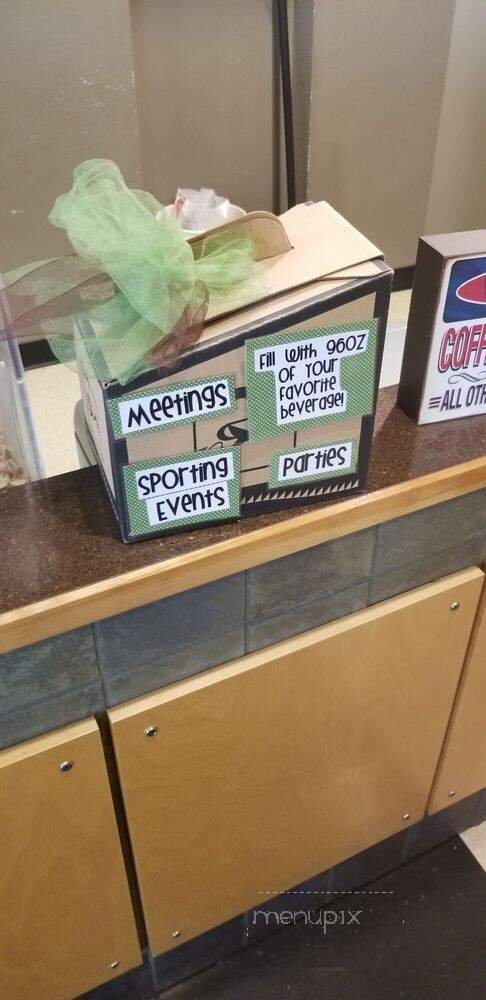 Meetings
Fill With 96OZ
OF YOUR
FAVORITE
beverage!
SPORTING
EVENTS
PARTIES
COFF
ALL OTH
menupix